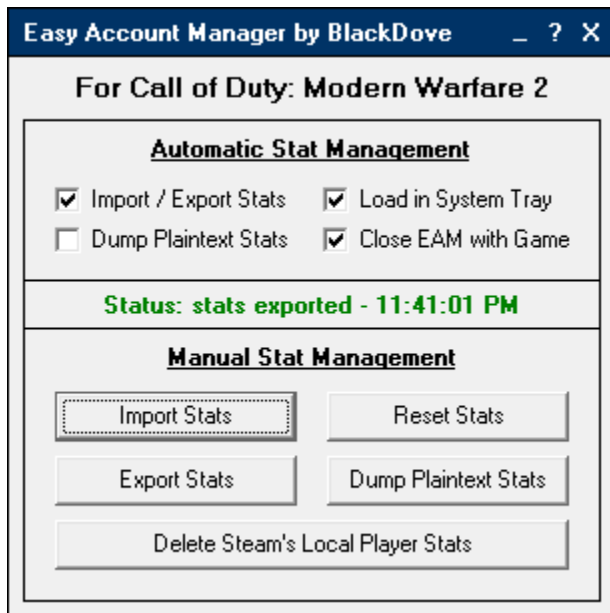 Easy Account Manager by BlackDove _ ? X
For Call of Duty: Modern Warfare 2
Automatic Stat Management
Import / Export Stats Load in System Tray
Dump Plaintext Stats Close EAM with Game
Status: stats exported - 11:41:01 PM
Manual Stat Management
Import Stats Reset Stats
Export Stats Dump Plaintext Stats
Delete Steam's Local Player Stats